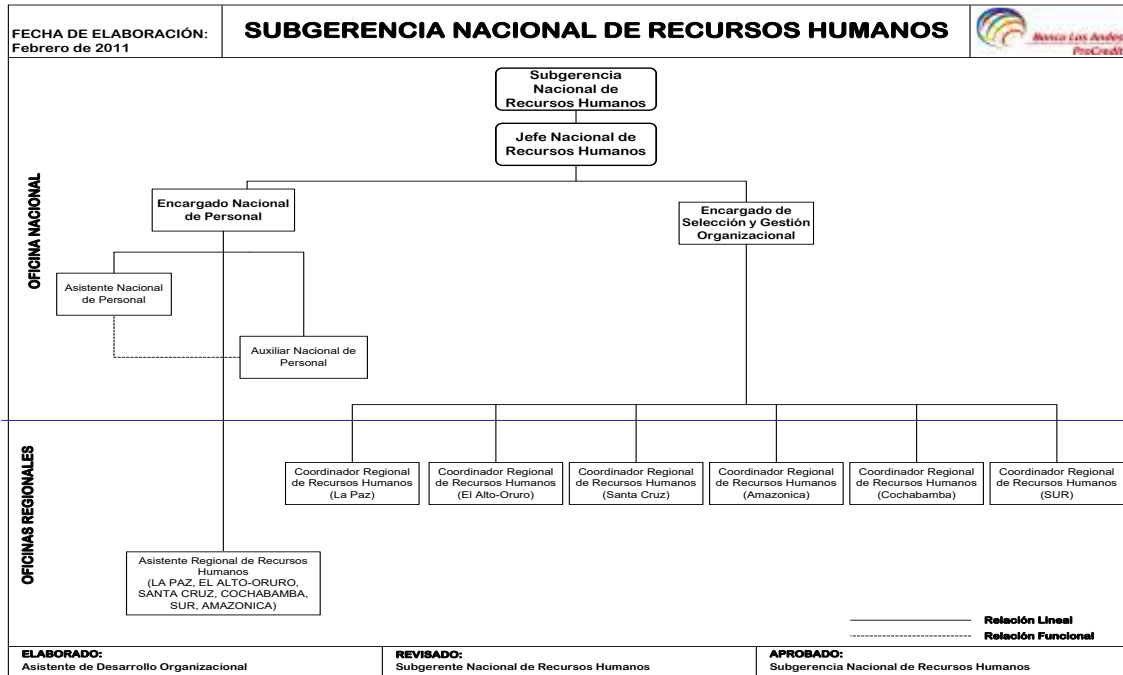 FECHA DE ELABORACIÓN:
Febrero de 2011
SUBGERENCIA NACIONAL DE RECURSOS HUMANOS
Banco Los Andes
ProCredit
OFICINA NACIONAL
Subgerencia
Nacional de
Recursos Humanos
Jefe Nacional de
Recursos Humanos
Encargado Nacional
de Personal
Encargado de
Selección y Gestión
Organizacional
Asistente Nacional
de Personal
Auxiliar Nacional de
Personal
OFICINAS REGIONALES
Coordinador Regional
de Recursos Humanos
(La Paz)
Coordinador Regional
de Recursos Humanos
(El Alto-Oruro)
Coordinador Regional
de Recursos Humanos
(Santa Cruz)
Coordinador Regional
de Recursos Humanos
(Amazonica)
Coordinador Regional
de Recursos Humanos
(Cochabamba)
Coordinador Regional
de Recursos Humanos
(SUR)
Asistente Regional de Recursos
Humanos
(LA PAZ, EL ALTO-ORURO,
SANTA CRUZ, COCHABAMBA,
SUR, AMAZONICA)
Relación Lineal
Relación Funcional
ELABORADO:
Asistente de Desarrollo Organizacional
REVISADO:
Subgerente Nacional de Recursos Humanos
APROBADO:
Subgerencia Nacional de Recursos Humanos